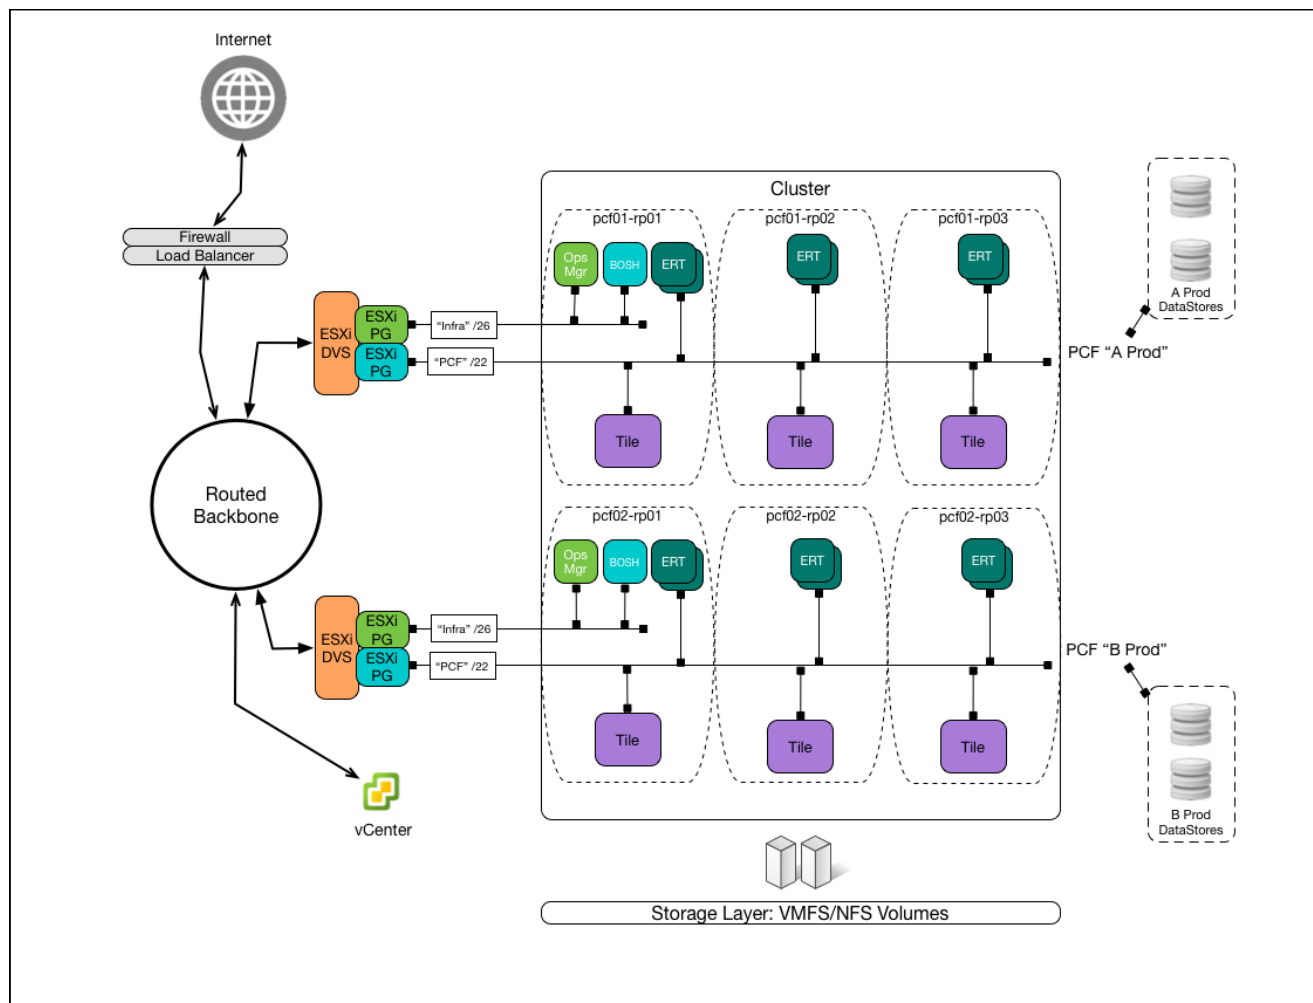 Internet
Firewall
Load Balancer
ESXi
DVS
ESXi
PG
ESXi
PG
"Infra" /26
"PCF" /22
Cluster
pcf01-rp01
pcf01-rp02
pcf01-rp03
Ops
Mgr
BOSH
ERT
ERT
ERT
Tile
Tile
Tile
A Prod
DataStores
PCF "A Prod"
Routed
Backbone
pcf02-rp01
pcf02-rp02
pcf02-rp03
Ops
Mgr
BOSH
ERT
ERT
ERT
ESXi
DVS
ESXi
PG
ESXi
PG
"Infra" /26
"PCF" /22
Tile
Tile
Tile
PCF "B Prod"
B Prod
DataStores
vCenter
Storage Layer: VMFS/NFS Volumes